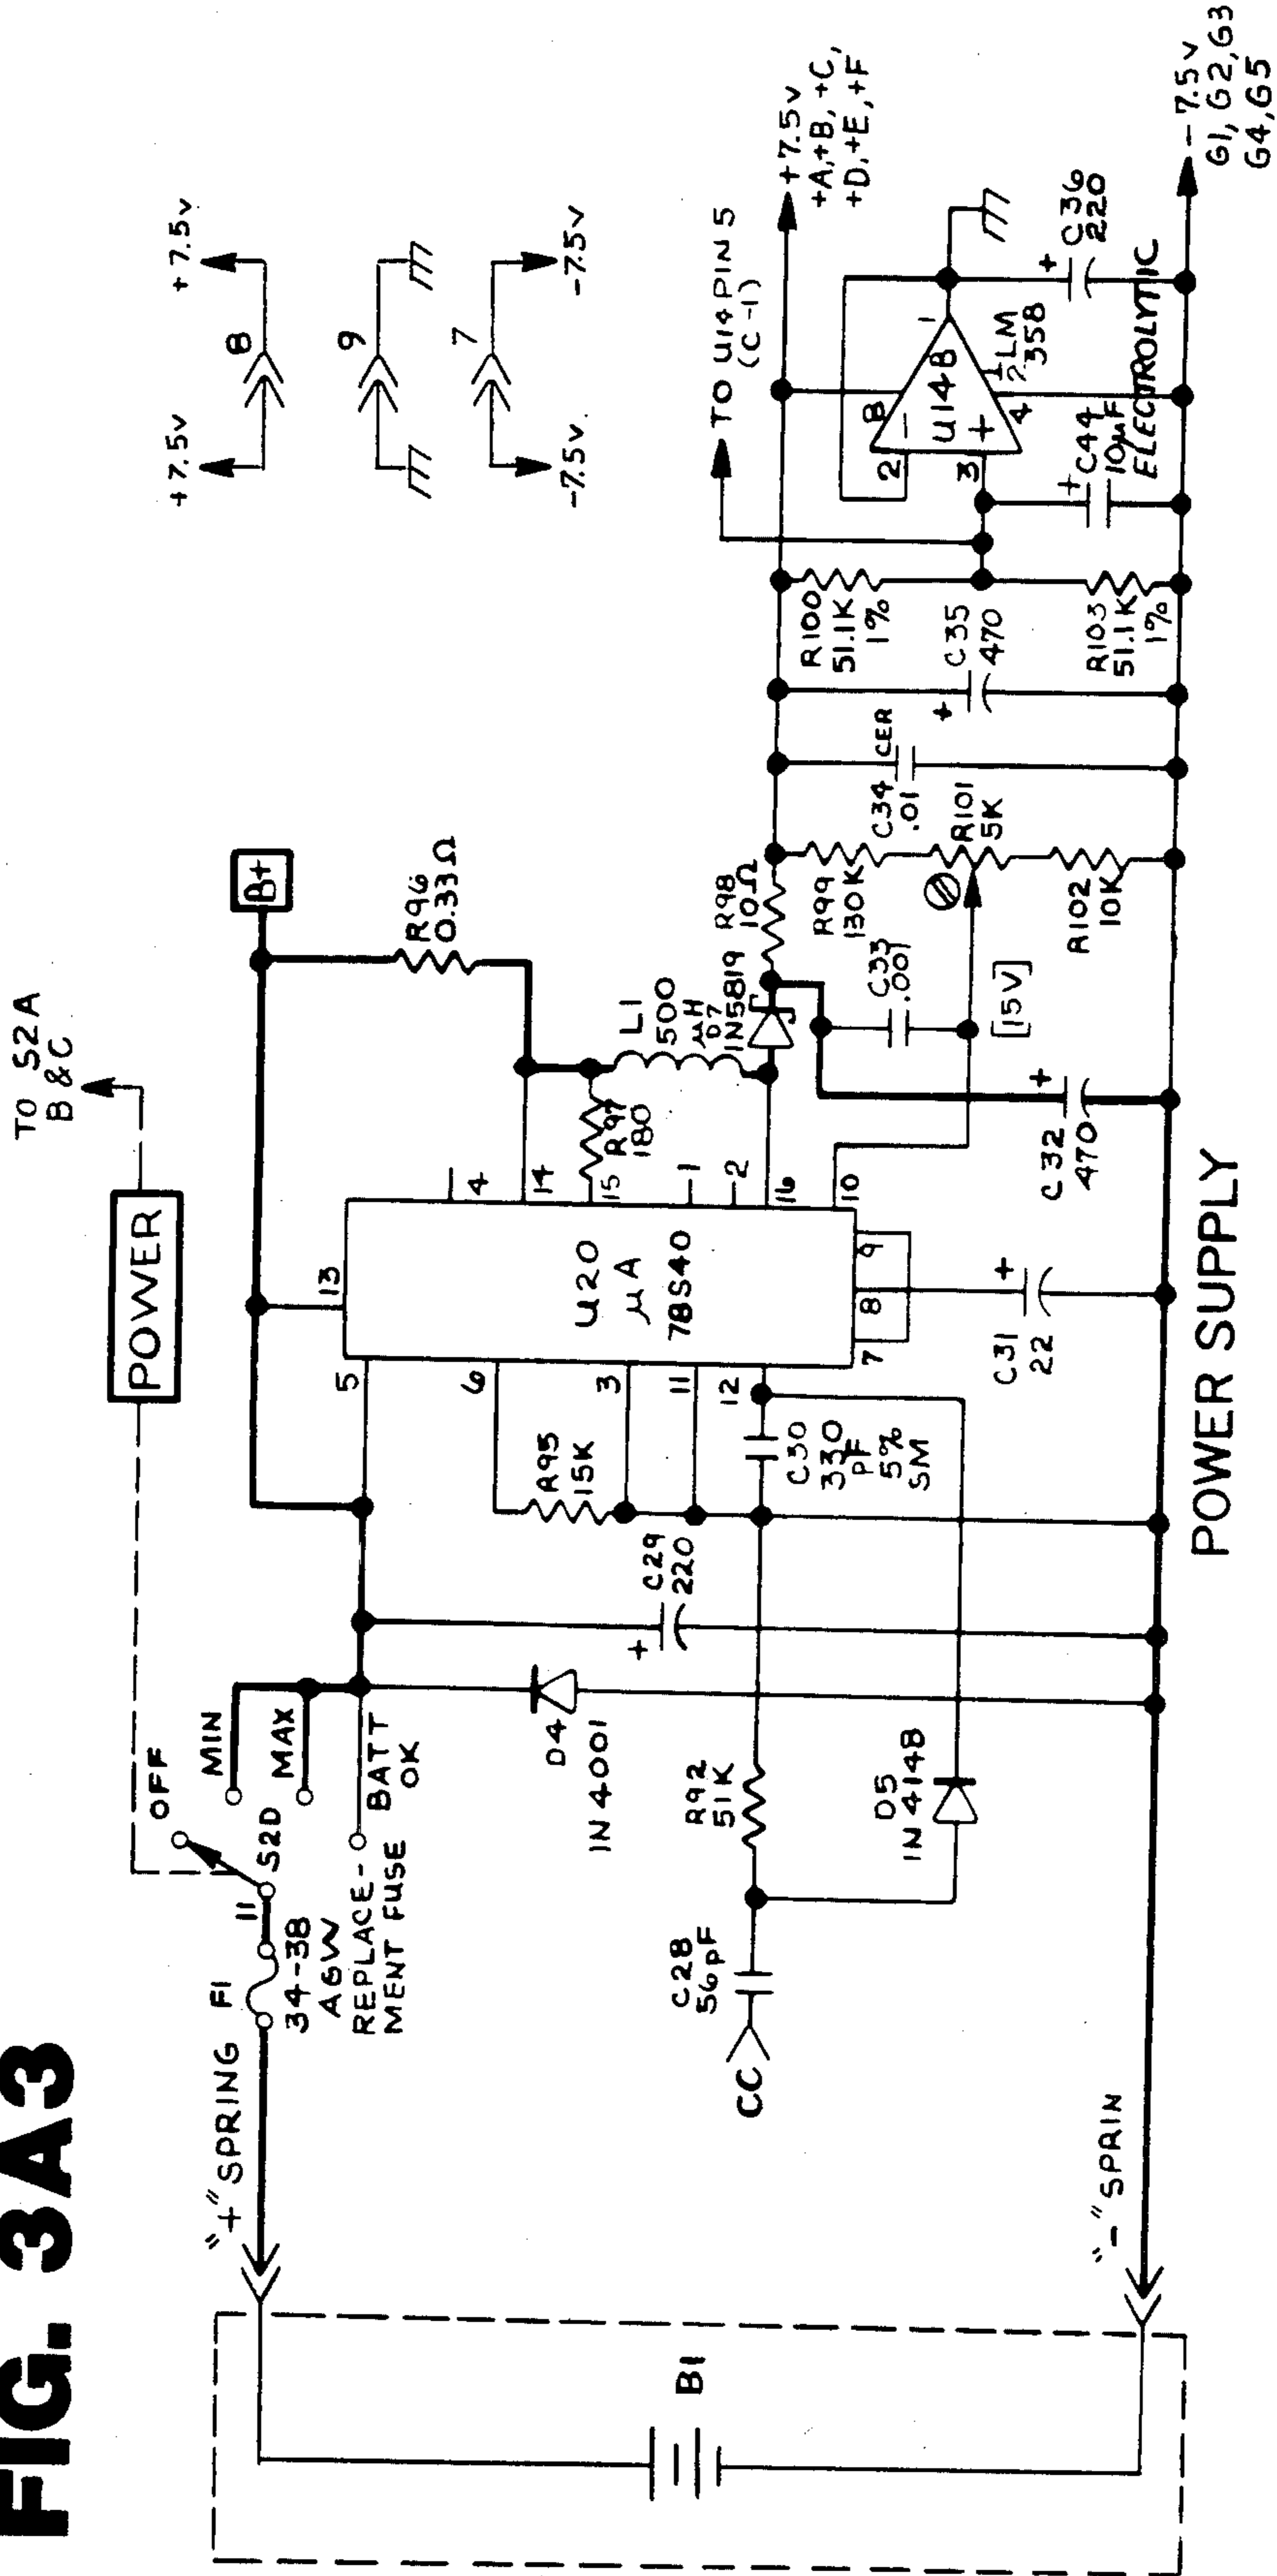 FIG. 3A3
TO S2A
B & C
POWER
B+
"+" SPRING
F1
34-38
AGW
REPLACE-
MENT FUSE
11
S2D
OFF
MIN
MAX
BATT
OK
D4
1N4001
C29
220
R95
15K
5
6
3
11
12
13
4
14
15
1
2
16
10
7
8
9
U20
μA
78S40
R96
0.33Ω
R97
180
L1
500
μH
D7
1N5819
R98
10Ω
C30
330
PF
5%
SM
C31
22
C32
470
+
C33
.001
[15V]
R99
130K
R101
5K
R102
10K
C34
.01
CER
C35
470
+
R100
51.1K
1%
R103
51.1K
1%
C44
10μF
ELECTROLYTIC
+
C36
220
+
U14B
LM
358
2
3
8
4
1
-
+
TO U14 PIN 5
(C-1)
+7.5v
+A,+B,+C,
+D,+E,+F
-7.5v
G1,G2,G3
G4,G5
+7.5v
8
+7.5v
9
-7.5v.
7
-7.5v
CC
C28
56pF
R92
51K
D5
1N4148
B1
"-" SPRIN
POWER SUPPLY